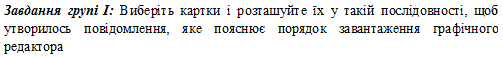 Завдання групі І: Виберіть картки і розташуйте їх у такій послідовності, щоб
утворилось повідомлення, яке пояснює порядок завантаження графічного
редактора